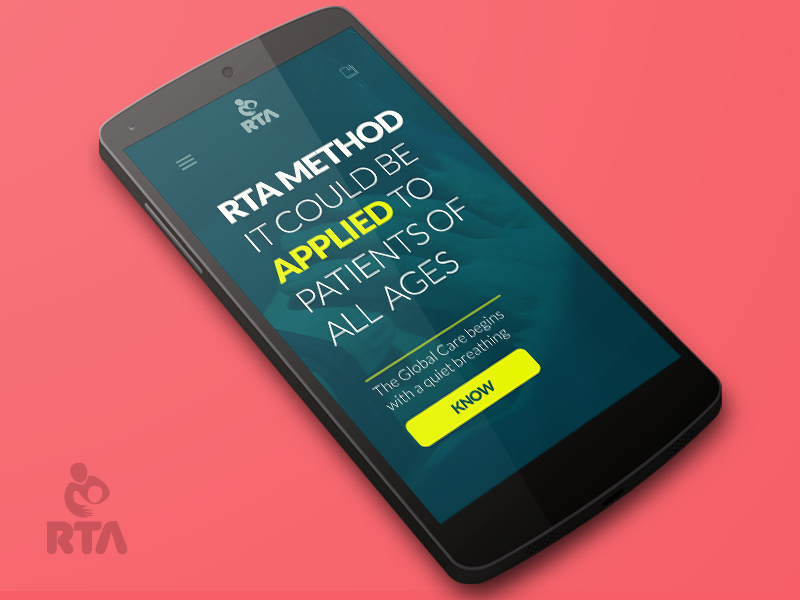 RTA
RTA METHOD
IT COULD BE
APPLIED TO
PATIENTS OF
ALL AGES
The Global Care begins
with a quiet breathing
KNOW
RTA